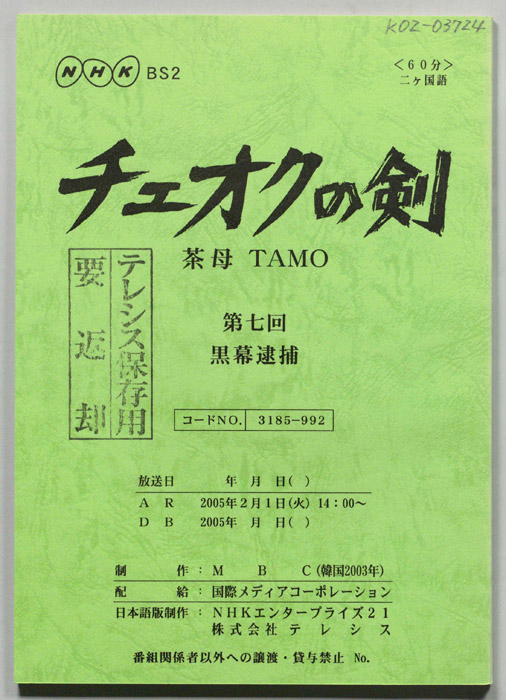 K02-03724
NHK BS2
<60分>
二ヶ国語
チェオクの剣
茶母 TAMO
テレシス保存用
要返却
第七回
黒幕逮捕
コードNO. 3185-992
放送日 年 月 日( )
A R 2005年2月1日(火) 14:00~
D B 2005年 月 日( )
制 作 : M B C (韓国2003年)
配 給 : 国際メディアコーポレーション
日本語版制作 : NHKエンタープライズ21
株式会社 テレシス
番組関係者以外への譲渡・貸与禁止 No.